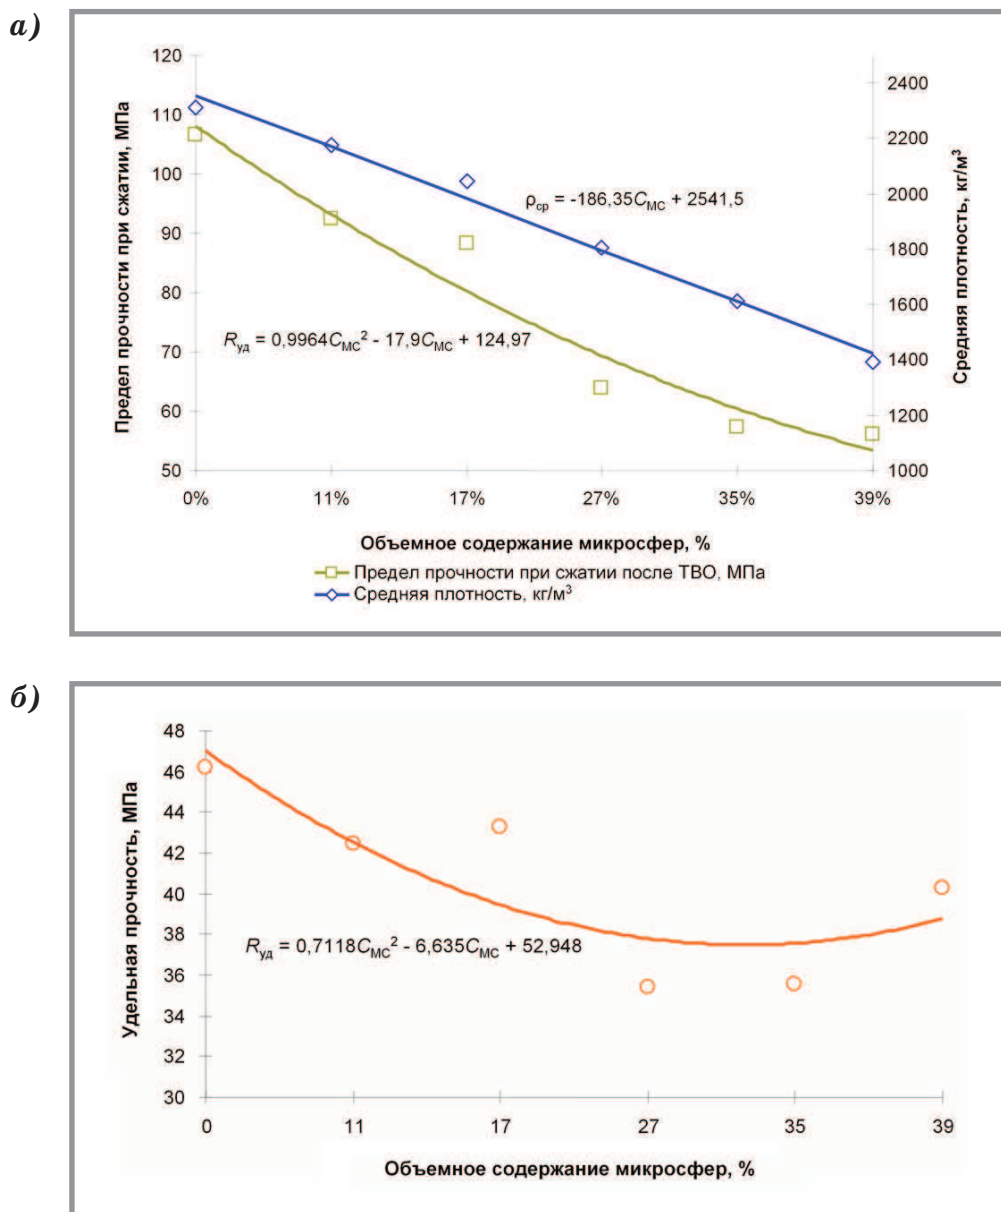 а)
120
110
100
90
80
70
60
50
Предел прочности при сжатии, МПа
2400
2200
2000
1800
1600
1400
1200
1000
Средняя плотность, кг/м³
ρср = -186,35CМС + 2541,5
Rуд = 0,9964CМС² - 17,9CМС + 124,97
0% 11% 17% 27% 35% 39%
Объемное содержание микросфер, %
Предел прочности при сжатии после ТВО, МПа
Средняя плотность, кг/м³
б)
48
46
44
42
40
38
36
34
32
30
Удельная прочность, МПа
Rуд = 0,7118CМС² - 6,635CМС + 52,948
0 11 17 27 35 39
Объемное содержание микросфер, %